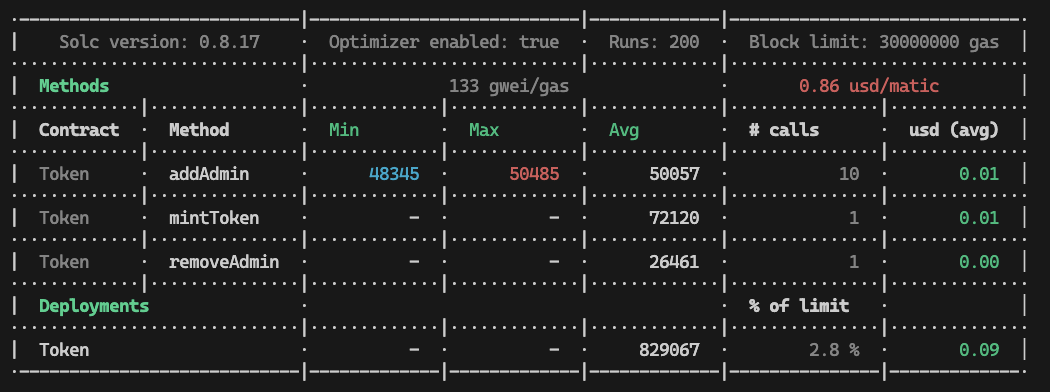 Solc version: 0.8.17 Optimizer enabled: true Runs: 200 Block limit: 30000000 gas
Methods 133 gwei/gas 0.86 usd/matic
Contract Method Min Max Avg # calls usd (avg)
Token addAdmin 48345 50485 50057 10 0.01
Token mintToken - - 72120 1 0.01
Token removeAdmin - - 26461 1 0.00
Deployments % of limit
Token - - 829067 2.8 % 0.09